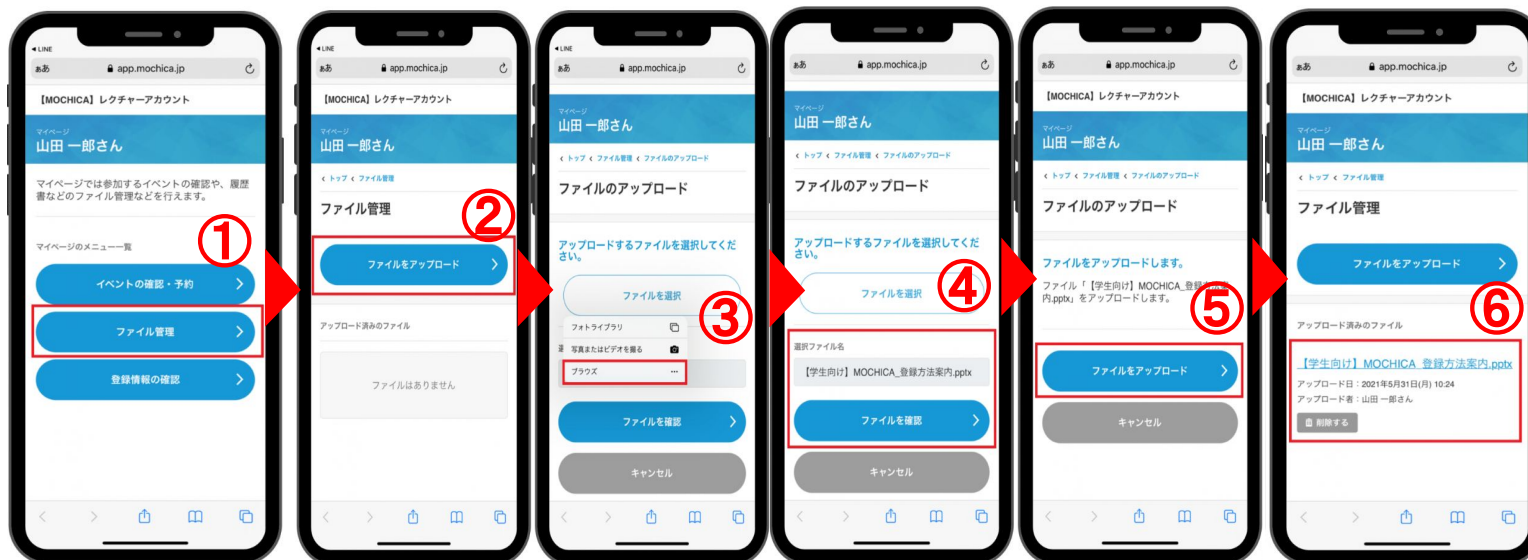 ①
LINE
ああ app.mochica.jp
【MOCHICA】レクチャーアカウント
マイページ
山田 一郎さん
マイページでは参加するイベントの確認や、履歴
書などのファイル管理などを行えます。
マイページのメニュー一覧
イベントの確認・予約
ファイル管理
登録情報の確認
②
LINE
ああ app.mochica.jp
【MOCHICA】レクチャーアカウント
マイページ
山田 一郎さん
トップ ファイル管理
ファイル管理
ファイルをアップロード
アップロード済みのファイル
ファイルはありません
③
LINE
ああ app.mochica.jp
マイページ
山田 一郎さん
トップ ファイル管理 ファイルのアップロード
ファイルのアップロード
アップロードするファイルを選択してくだ
さい。
ファイルを選択
フォトライブラリ
写真またはビデオを撮る
ブラウズ
ファイルを確認
キャンセル
④
ああ app.mochica.jp
マイページ
山田 一郎さん
トップ ファイル管理 ファイルのアップロード
ファイルのアップロード
アップロードするファイルを選択してくだ
さい。
ファイルを選択
選択ファイル名
【学生向け】MOCHICA_登録方法案内.pptx
ファイルを確認
キャンセル
⑤
ああ app.mochica.jp
【MOCHICA】レクチャーアカウント
マイページ
山田 一郎さん
トップ ファイル管理 ファイルのアップロード
ファイルのアップロード
ファイルをアップロードします。
ファイル「【学生向け】MOCHICA_登録
内.pptx」をアップロードします。
ファイルをアップロード
キャンセル
⑥
ああ app.mochica.jp
【MOCHICA】レクチャーアカウント
マイページ
山田 一郎さん
トップ ファイル管理
ファイル管理
ファイルをアップロード
アップロード済みのファイル
【学生向け】MOCHICA_登録方法案内.pptx
アップロード日：2021年5月31日(月) 10:24
アップロード者：山田 一郎さん
削除する